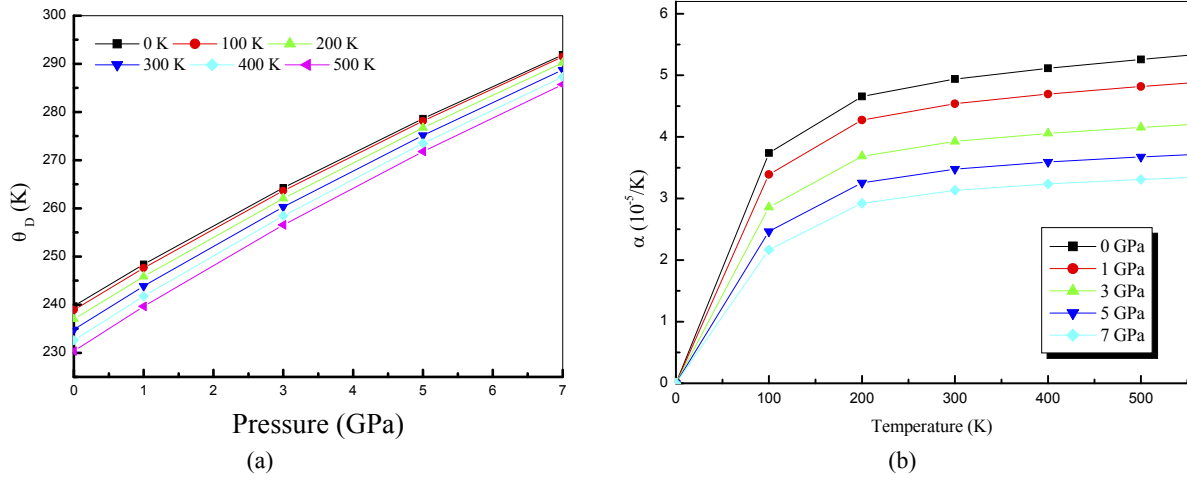 300
290
280
270
260
250
240
230
θ D (K)
0 K 100 K 200 K
300 K 400 K 500 K
0 1 2 3 4 5 6 7
Pressure (GPa)
(a)
6
5
4
3
2
1
0
α (10-5/K)
0 GPa
1 GPa
3 GPa
5 GPa
7 GPa
0 100 200 300 400 500
Temperature (K)
(b)